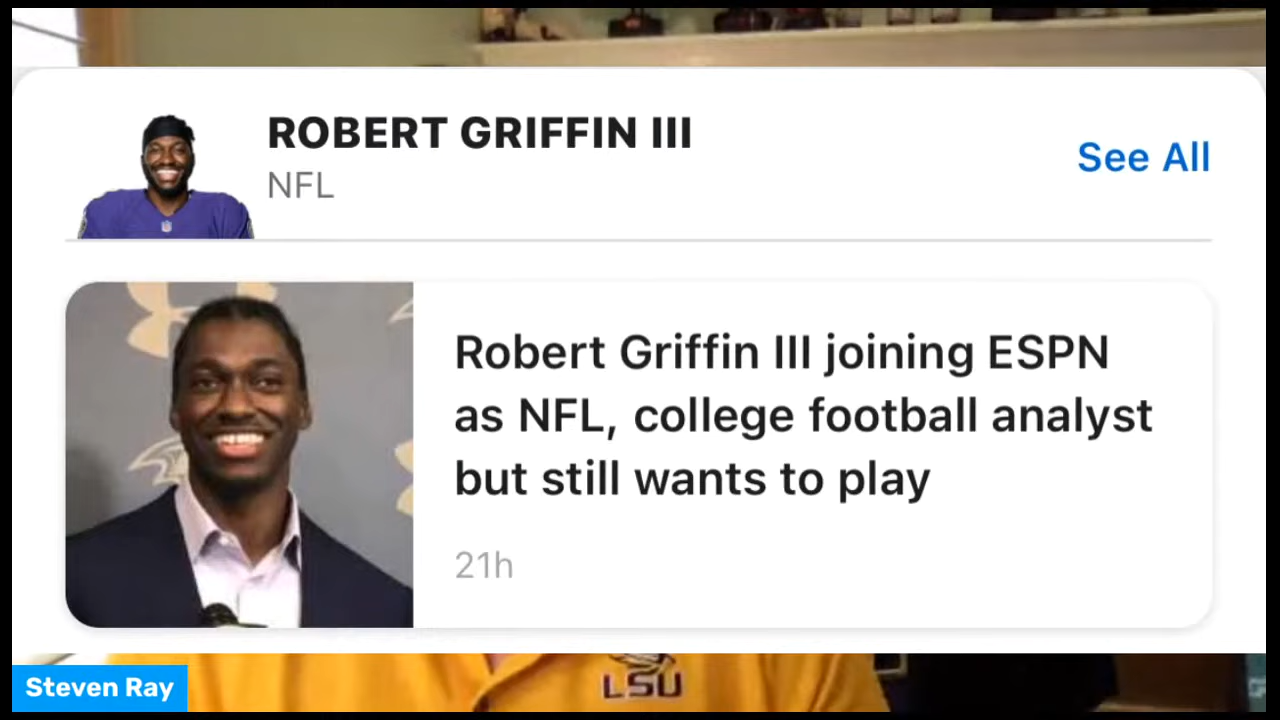 ROBERT GRIFFIN III
NFL
See All
Robert Griffin III joining ESPN
as NFL, college football analyst
but still wants to play
21h
LSU
Steven Ray